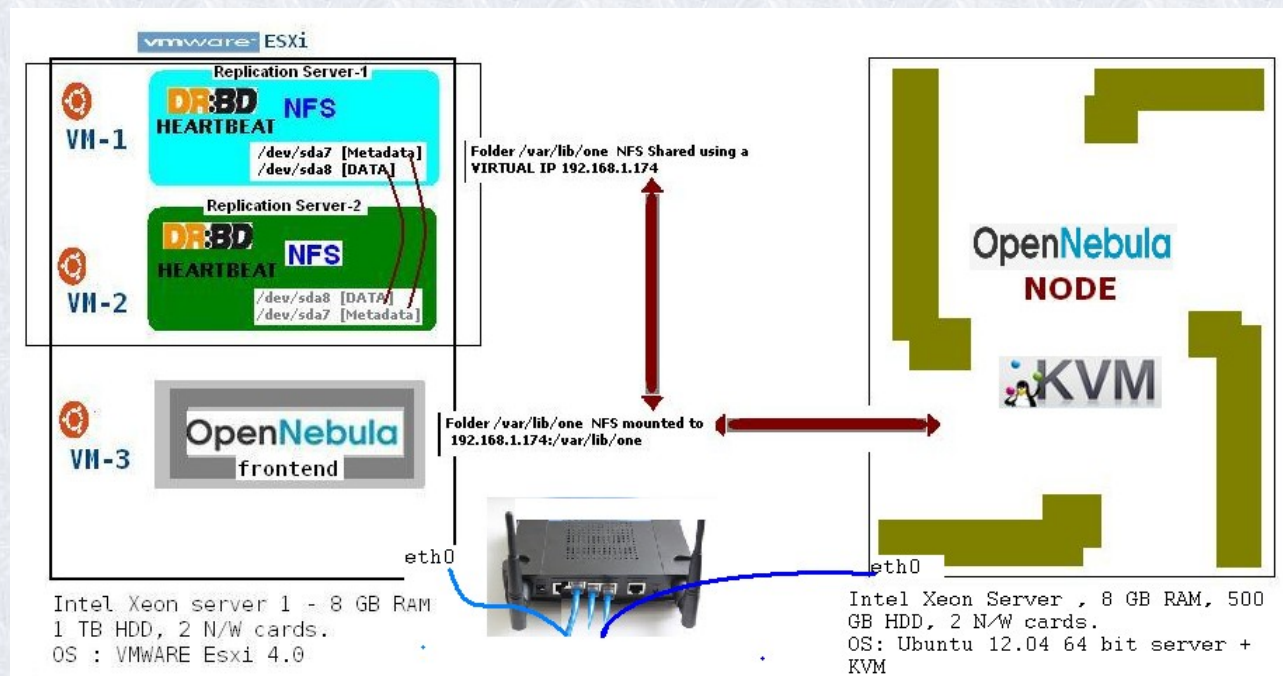 vmware ESXi
Replication Server-1
DR:BD
NFS
HEARTBEAT
VM-1
/dev/sda7 [Metadata]
/dev/sda8 [DATA]
Folder /var/lib/one NFS Shared using a
VIRTUAL IP 192.168.1.174
Replication Server-2
DR:BD
NFS
HEARTBEAT
VM-2
/dev/sda8 [DATA]
/dev/sda7 [Metadata]
OpenNebula
NODE
KVM
VM-3
OpenNebula
frontend
Folder /var/lib/one NFS mounted to
192.168.1.174:/var/lib/one
eth0
eth0
Intel Xeon server 1 - 8 GB RAM
1 TB HDD, 2 N/W cards.
OS : VMWARE Esxi 4.0
Intel Xeon Server , 8 GB RAM, 500
GB HDD, 2 N/W cards.
OS: Ubuntu 12.04 64 bit server +
KVM